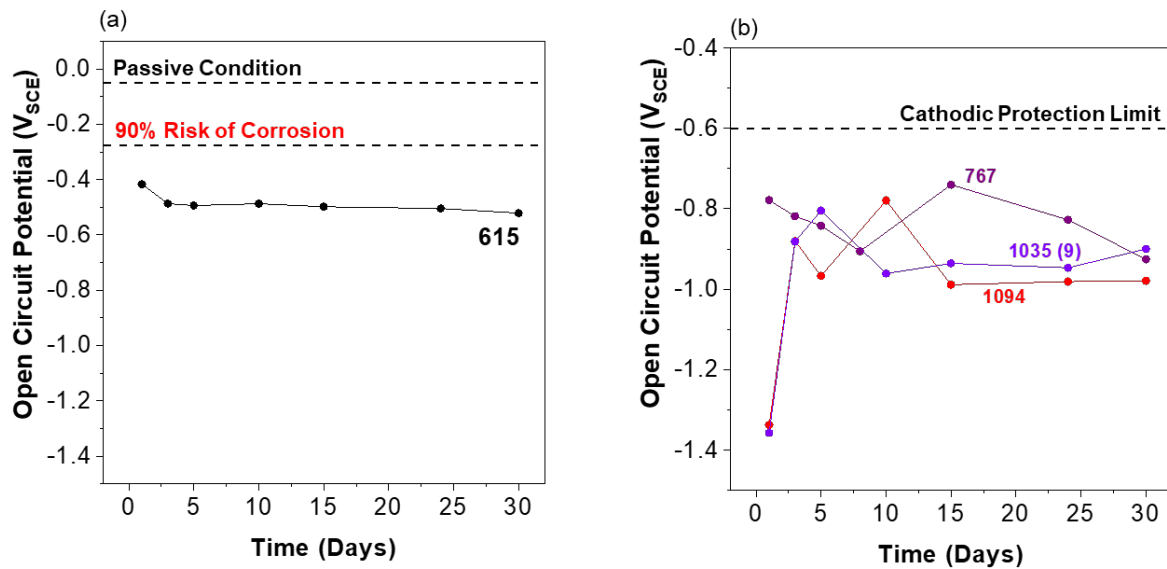 (a)
Open Circuit Potential (VSCE)
0.0
-0.2
-0.4
-0.6
-0.8
-1.0
-1.2
-1.4
Passive Condition
90% Risk of Corrosion
615
0 5 10 15 20 25 30
Time (Days)
(b)
Open Circuit Potential (VSCE)
-0.4
-0.6
-0.8
-1.0
-1.2
-1.4
Cathodic Protection Limit
767
1035 (9)
1094
0 5 10 15 20 25 30
Time (Days)